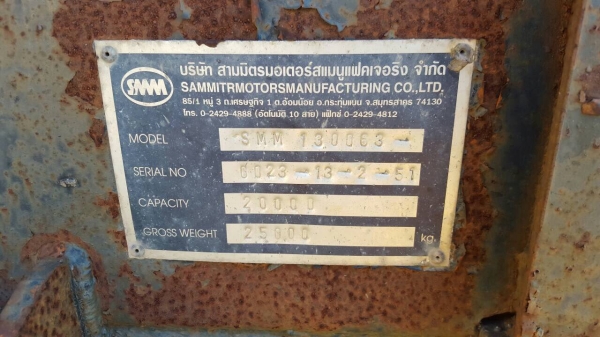 SMM
บริษัท สามมิตรมอเตอร์สแมนูแฟคเจอริ่ง จำกัด
SAMMITRMOTORSMANUFACTURING CO.,LTD.
85/1 หมู่ 3 ถ.เศรษฐกิจ 1 ต.อ้อมน้อย อ.กระทุ่มแบน จ.สมุทรสาคร 74130
โทร. 0-2429-4888 (อัตโนมัติ 10 สาย) แฟ็กซ์ 0-2429-4812
MODEL SMM 130063-
SERIAL NO 6023-13-2-51
CAPACITY 20000
GROSS WEIGHT 25800 kg